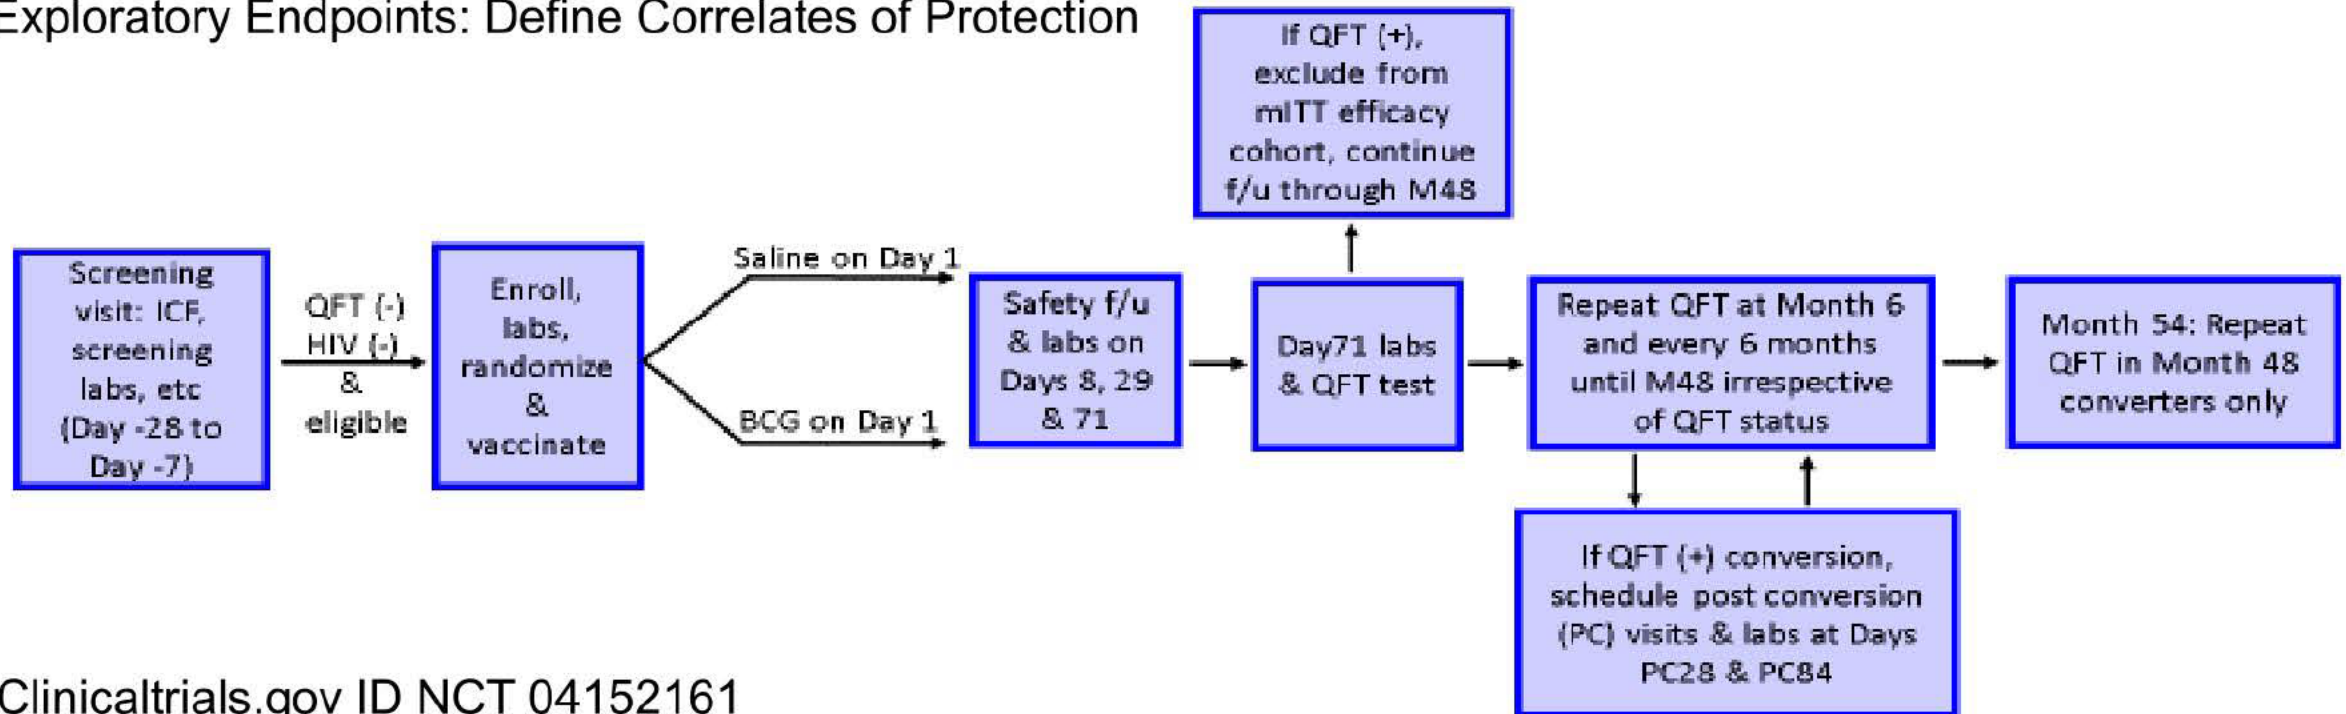 Exploratory Endpoints: Define Correlates of Protection
If QFT (+),
exclude from
mITT efficacy
cohort, continue
f/u through M48
Screening
visit: ICF,
screening
labs, etc
(Day -28 to
Day -7)
QFT (-)
HIV (-)
&
eligible
Enroll,
labs,
randomize
&
vaccinate
Saline on Day 1
BCG on Day 1
Safety f/u
& labs on
Days 8, 29
& 71
Day71 labs
& QFT test
Repeat QFT at Month 6
and every 6 months
until M48 irrespective
of QFT status
Month 54: Repeat
QFT in Month 48
converters only
If QFT (+) conversion,
schedule post conversion
(PC) visits & labs at Days
PC28 & PC84
Clinicaltrials.gov ID NCT 04152161